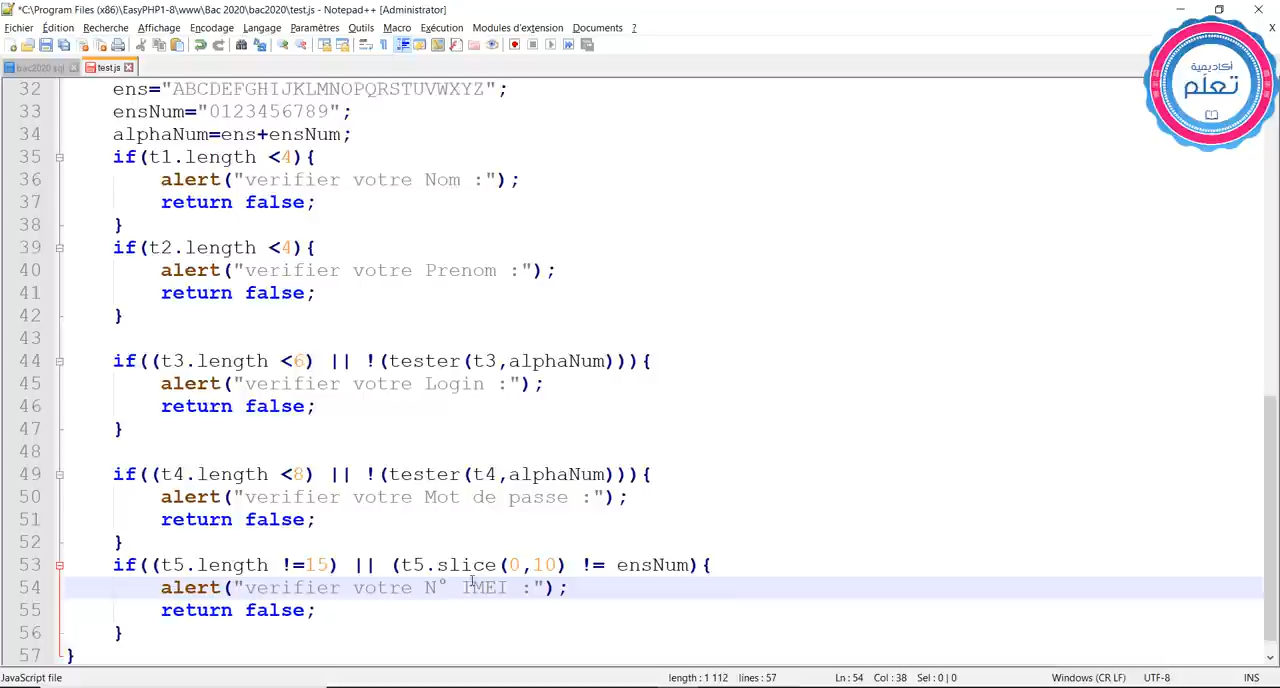 *C:\Program Files (x86)\EasyPHP1-8\www\Bac 2020\bac2020\test.js - Notepad++ [Administrator]
Fichier Édition Recherche Affichage Encodage Langage Paramètres Outils Macro Exécution Modules d'extension Documents ? X
bac2020 sql test.js
أكاديمية
تعلّم
32 ens="ABCDEFGHIJKLMNOPQRSTUVWXYZ";
33 ensNum="0123456789";
34 alphaNum=ens+ensNum;
35 if(t1.length <4){
36 alert("verifier votre Nom :");
37 return false;
38 }
39 if(t2.length <4){
40 alert("verifier votre Prenom :");
41 return false;
42 }
43
44 if((t3.length <6) || !(tester(t3,alphaNum))){
45 alert("verifier votre Login :");
46 return false;
47 }
48
49 if((t4.length <8) || !(tester(t4,alphaNum))){
50 alert("verifier votre Mot de passe :");
51 return false;
52 }
53 if((t5.length !=15) || (t5.slice(0,10) != ensNum){
54 alert("verifier votre N° IMEI :");
55 return false;
56 }
57 }
JavaScript file length : 1 112 lines : 57 Ln : 54 Col : 38 Sel : 0 | 0 Windows (CR LF) UTF-8 INS